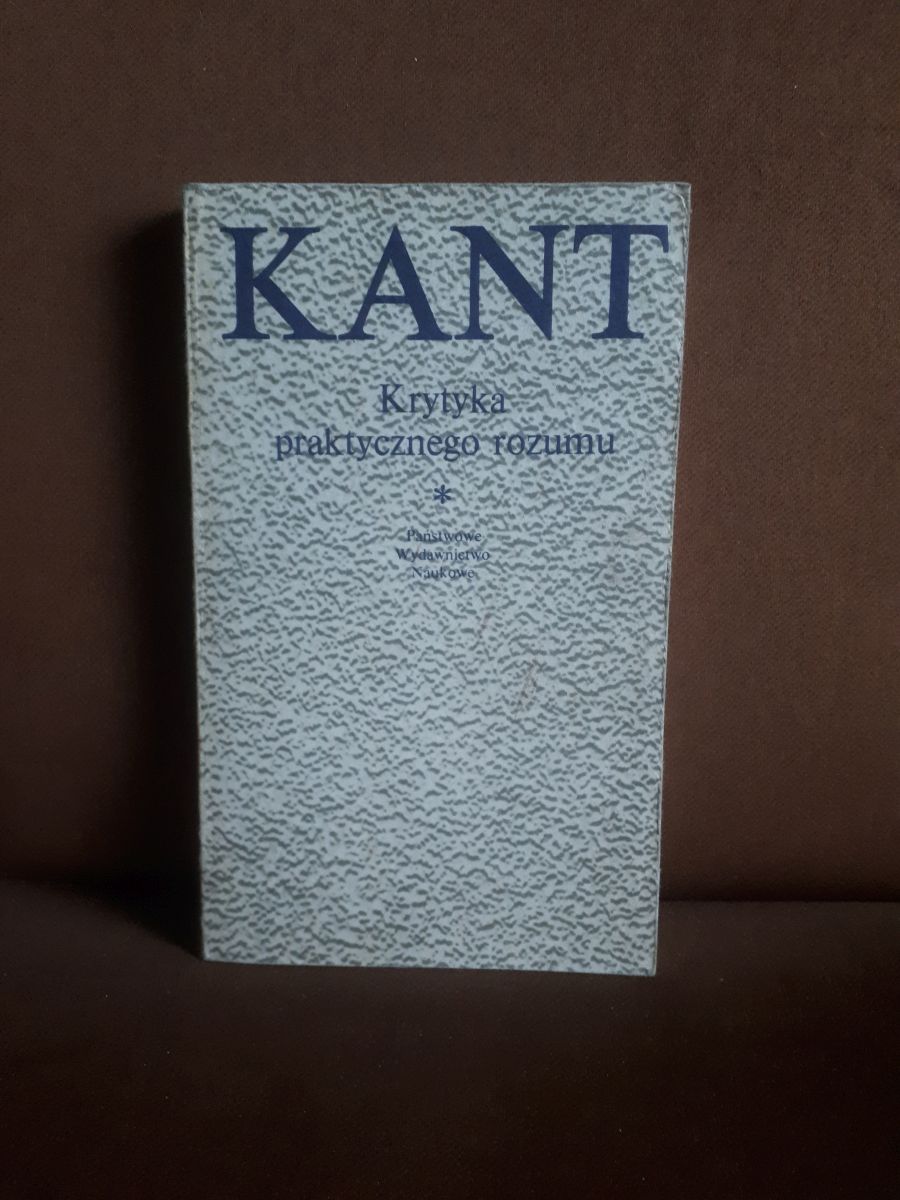 KANT
Krytyka
praktycznego rozumu
*
Państwowe
Wydawnictwo
Naukowe